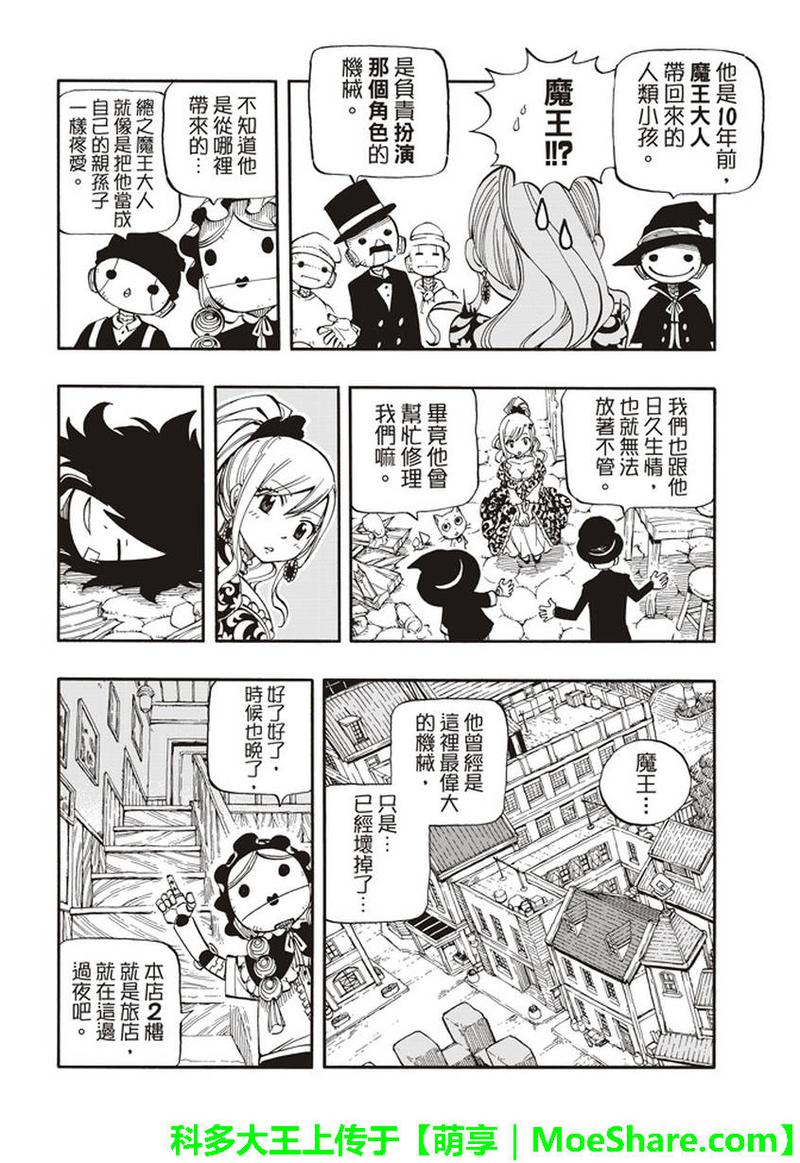 他是10年前，
魔王大人
帶回來的
人類小孩。
魔王!!?
是負責扮演
那個角色的
機械。
不知道他
是從哪裡
帶來的…
總之魔王大人
就像是把他當成
自己的親孫子
一樣疼愛。
我們也跟他
日久生情，
也就無法
放著不管。
畢竟他曾
幫忙修理
我們嘛。
魔王…
他曾經是
這裡最偉大
的機械，
只是…
已經壞掉了…
好了好了，
時候也晚了，
本店2樓
就是旅店，
就在這邊
過夜吧。
科多大王上传于【萌享｜MoeShare.com】